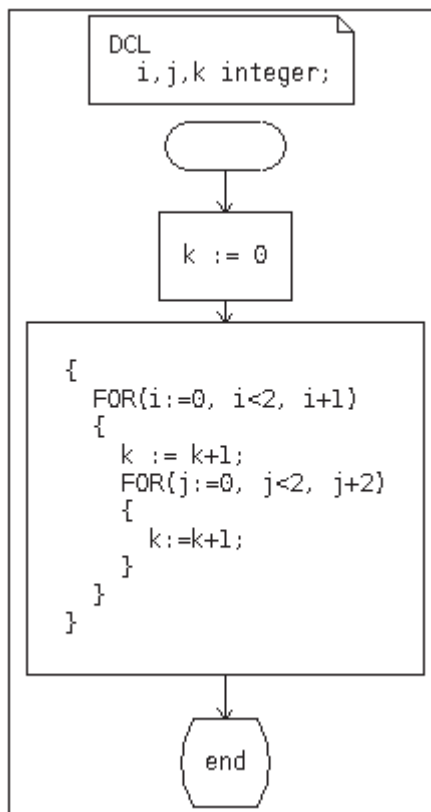 DCL
i,j,k integer;
k := 0
{
FOR(i:=0, i<2, i+1)
{
k := k+1;
FOR(j:=0, j<2, j+2)
{
k:=k+1;
}
}
}
end